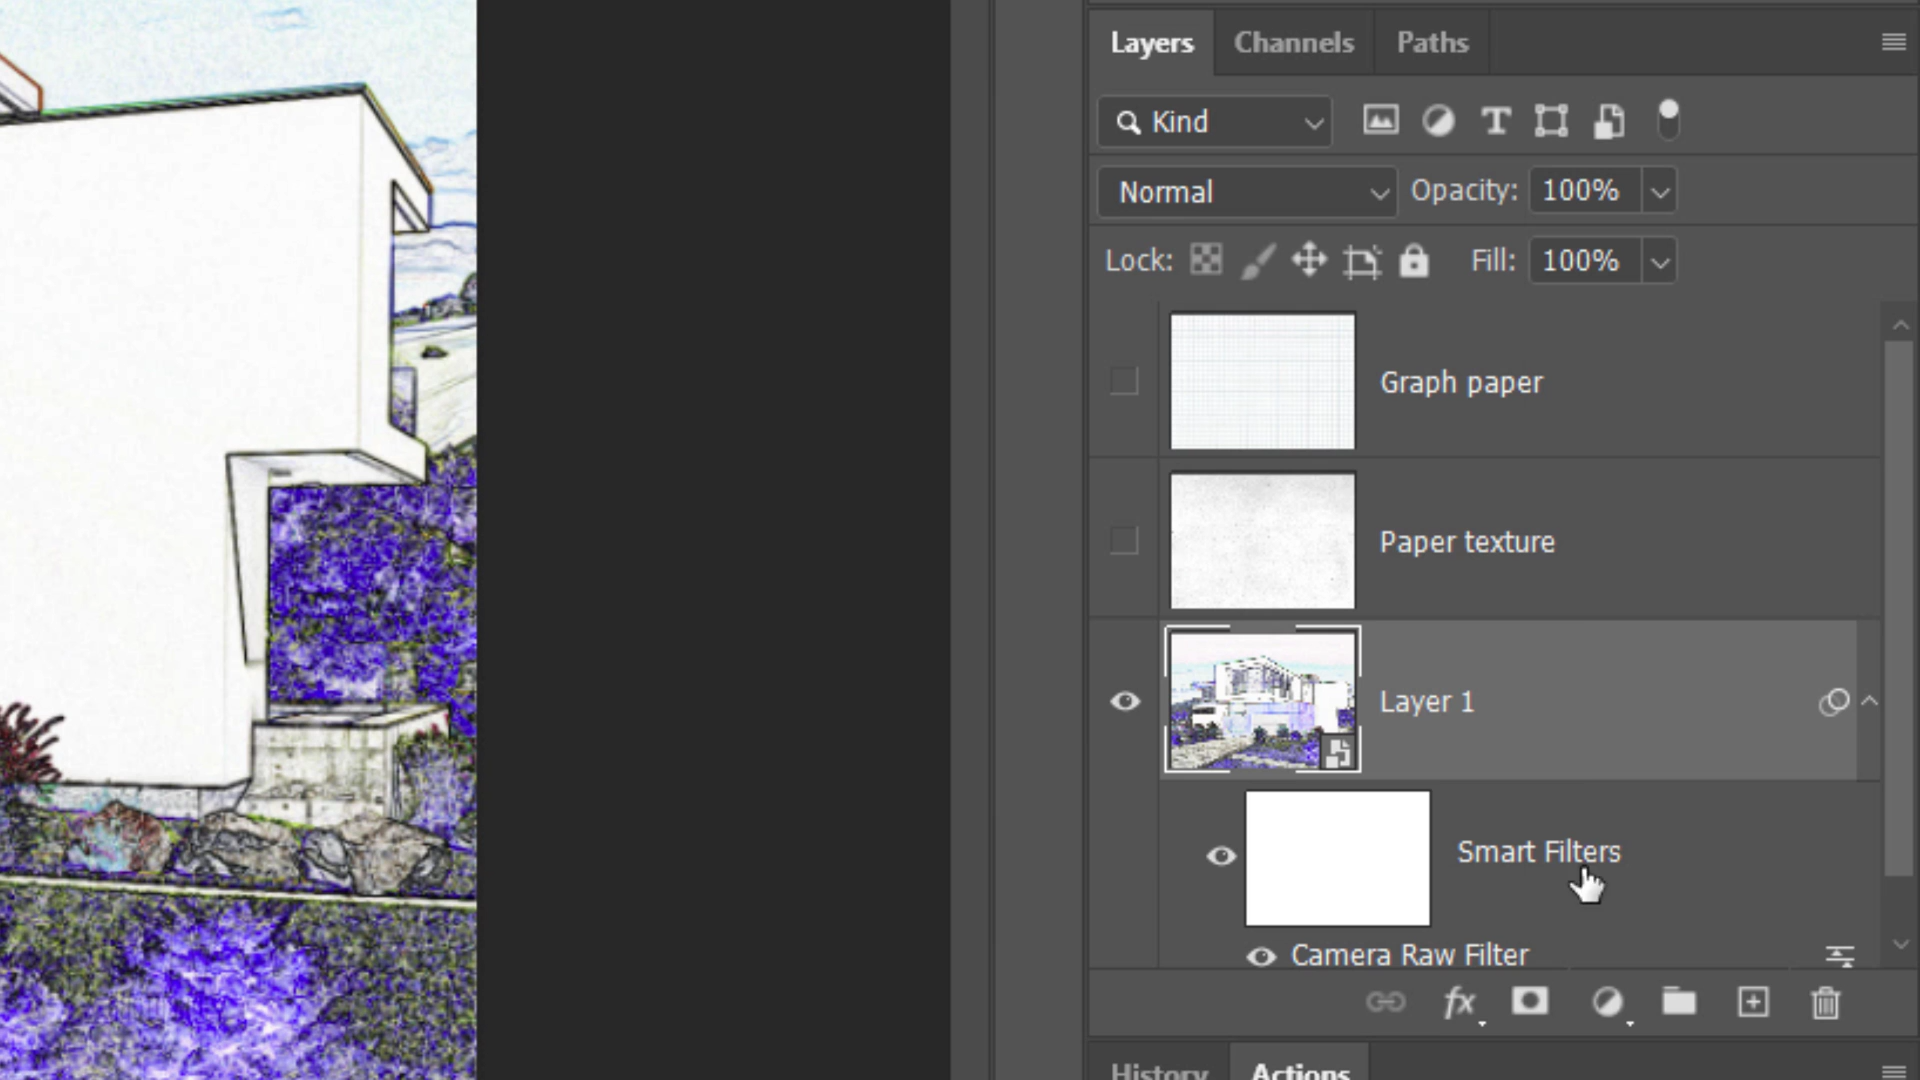 Layers Channels Paths
Kind
Normal Opacity: 100%
Lock: Fill: 100%
Graph paper
Paper texture
Layer 1
Smart Filters
Camera Raw Filter
fx
History Actions